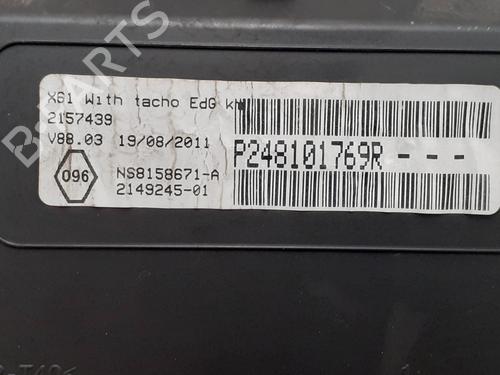 X61 With tacho EdG km
2157439
V88.03 19/08/2011
P248101769R - - -
096
NS8158671-A
2149245-01
B-PARTS